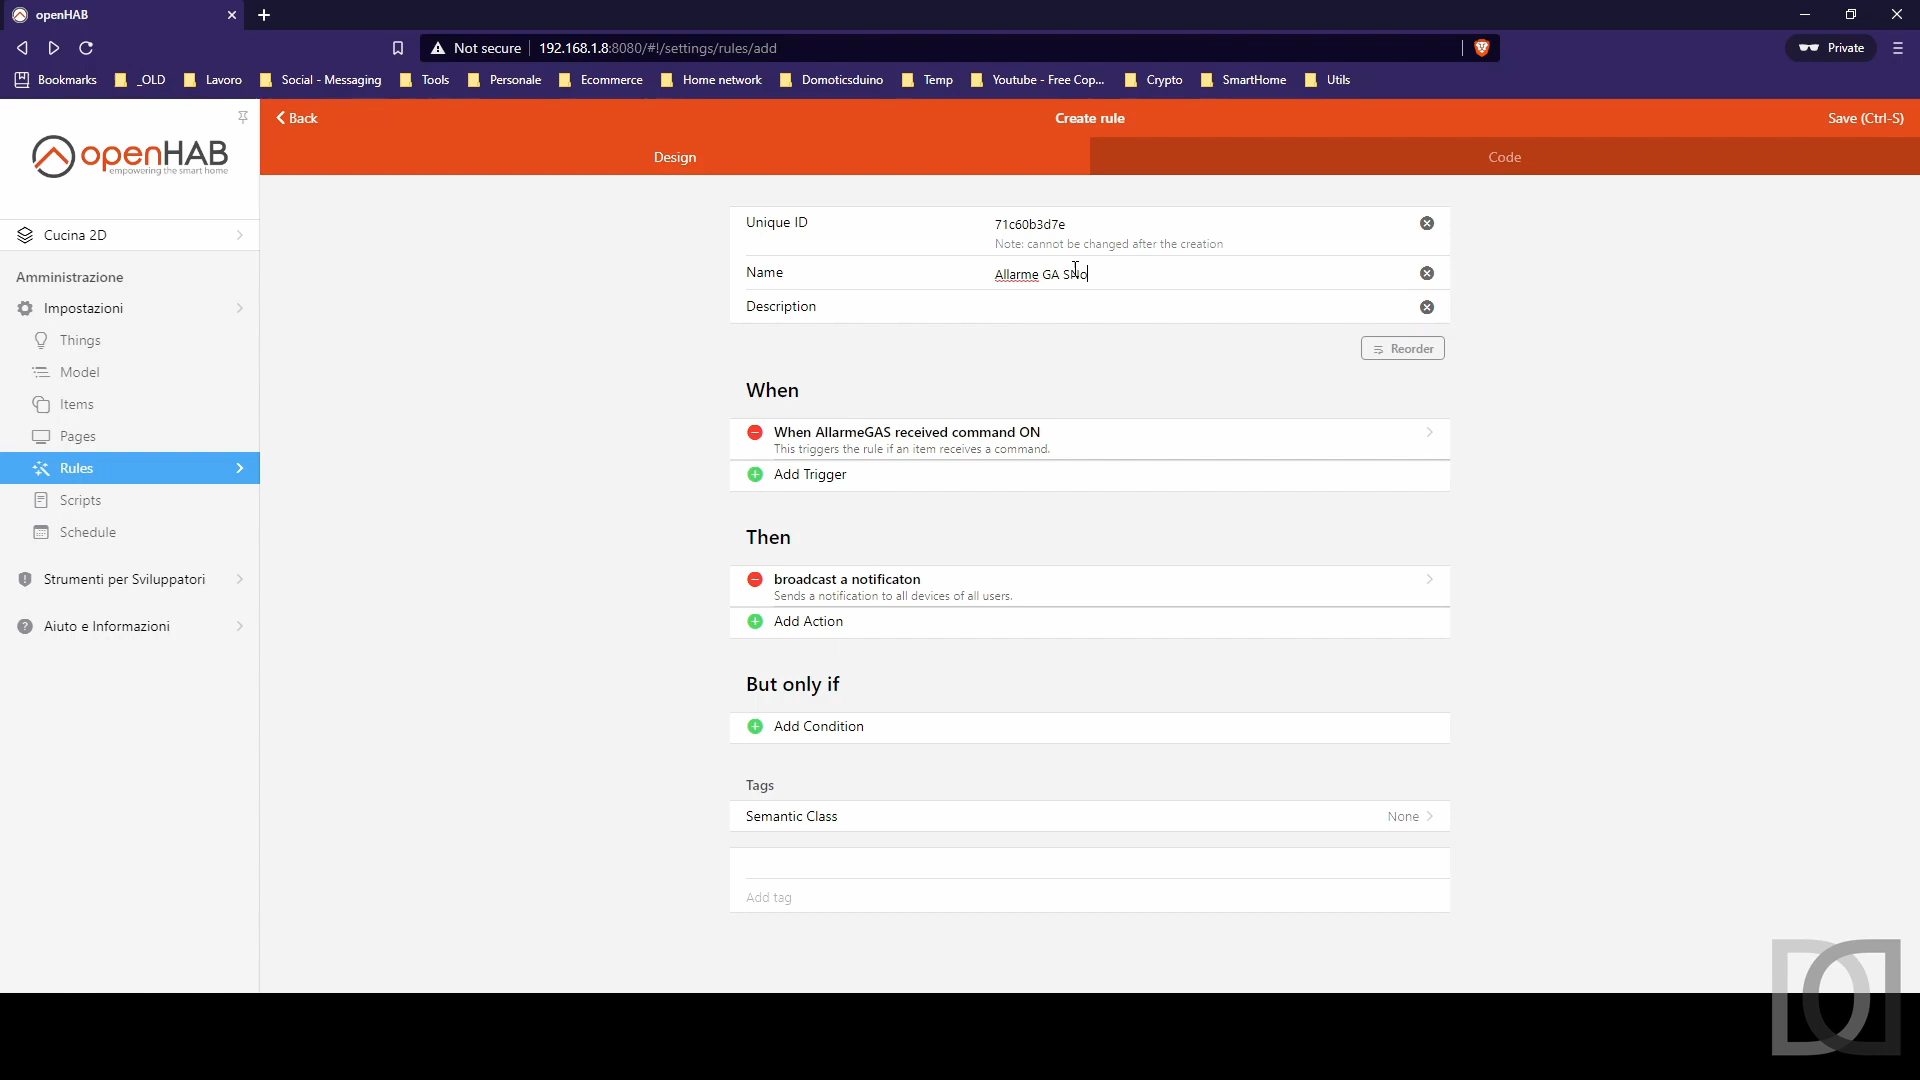 openHAB
Not secure 192.168.1.8:8080/#!/settings/rules/add
Private
Bookmarks _OLD Lavoro Social - Messaging Tools Personale Ecommerce Home network Domoticsduino Temp Youtube - Free Cop... Crypto SmartHome Utils
openHAB
empowering the smart home
Cucina 2D
Amministrazione
Impostazioni
Things
Model
Items
Pages
Rules
Scripts
Schedule
Strumenti per Sviluppatori
Aiuto e Informazioni
Back
Create rule
Save (Ctrl-S)
Design
Code
Unique ID
71c60b3d7e
Note: cannot be changed after the creation
Name
Allarme GA SNo
Description
Reorder
When
When AllarmeGAS received command ON
This triggers the rule if an item receives a command.
Add Trigger
Then
broadcast a notificaton
Sends a notification to all devices of all users.
Add Action
But only if
Add Condition
Tags
Semantic Class
None
Add tag